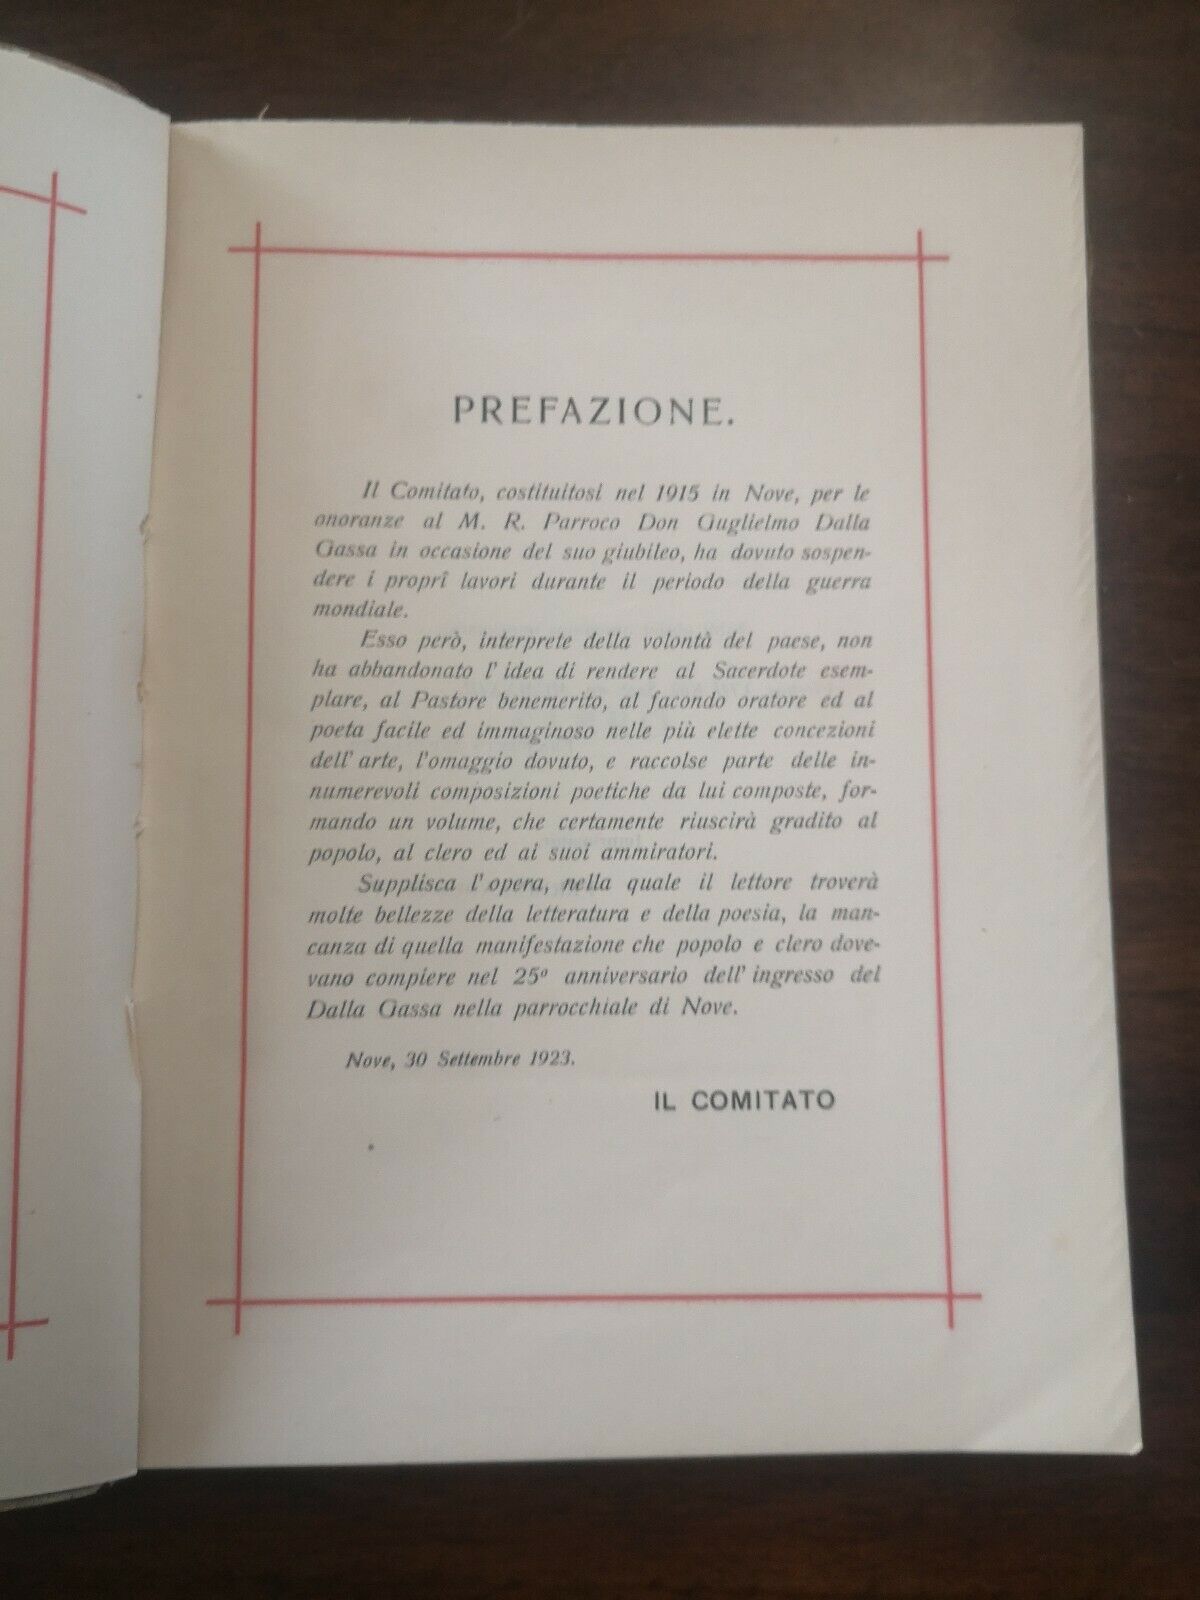 PREFAZIONE.
Il Comitato, costituitosi nel 1915 in Nove, per le
onoranze al M. R. Parroco Don Guglielmo Dalla
Gassa in occasione del suo giubileo, ha dovuto sospen-
dere i proprî lavori durante il periodo della guerra
mondiale.
Esso però, interprete della volontà del paese, non
ha abbandonato l' idea di rendere al Sacerdote esem-
plare, al Pastore benemerito, al facondo oratore ed al
poeta facile ed immaginoso nelle più elette concezioni
dell' arte, l'omaggio dovuto, e raccolse parte delle in-
numerevoli composizioni poetiche da lui composte, for-
mando un volume, che certamente riuscirà gradito al
popolo, al clero ed ai suoi ammiratori.
Supplisca l' opera, nella quale il lettore troverà
molte bellezze della letteratura e della poesia, la man-
canza di quella manifestazione che popolo e clero dove-
vano compiere nel 25º anniversario dell' ingresso del
Dalla Gassa nella parrocchiale di Nove.
Nove, 30 Settembre 1923.
IL COMITATO